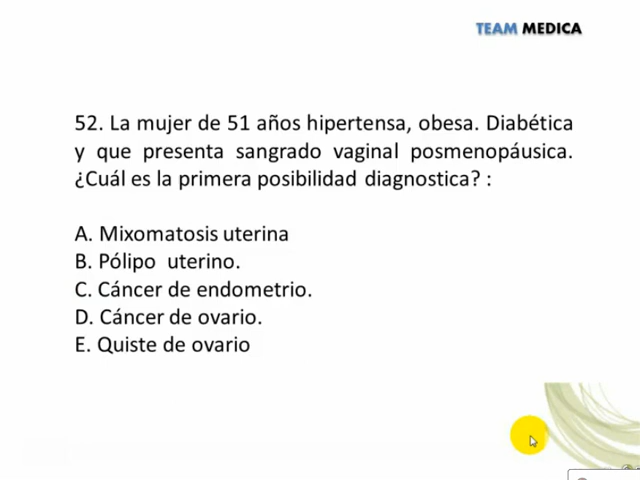 TEAM MEDICA
52. La mujer de 51 años hipertensa, obesa. Diabética
y que presenta sangrado vaginal posmenopáusica.
¿Cuál es la primera posibilidad diagnostica? :
A. Mixomatosis uterina
B. Pólipo uterino.
C. Cáncer de endometrio.
D. Cáncer de ovario.
E. Quiste de ovario